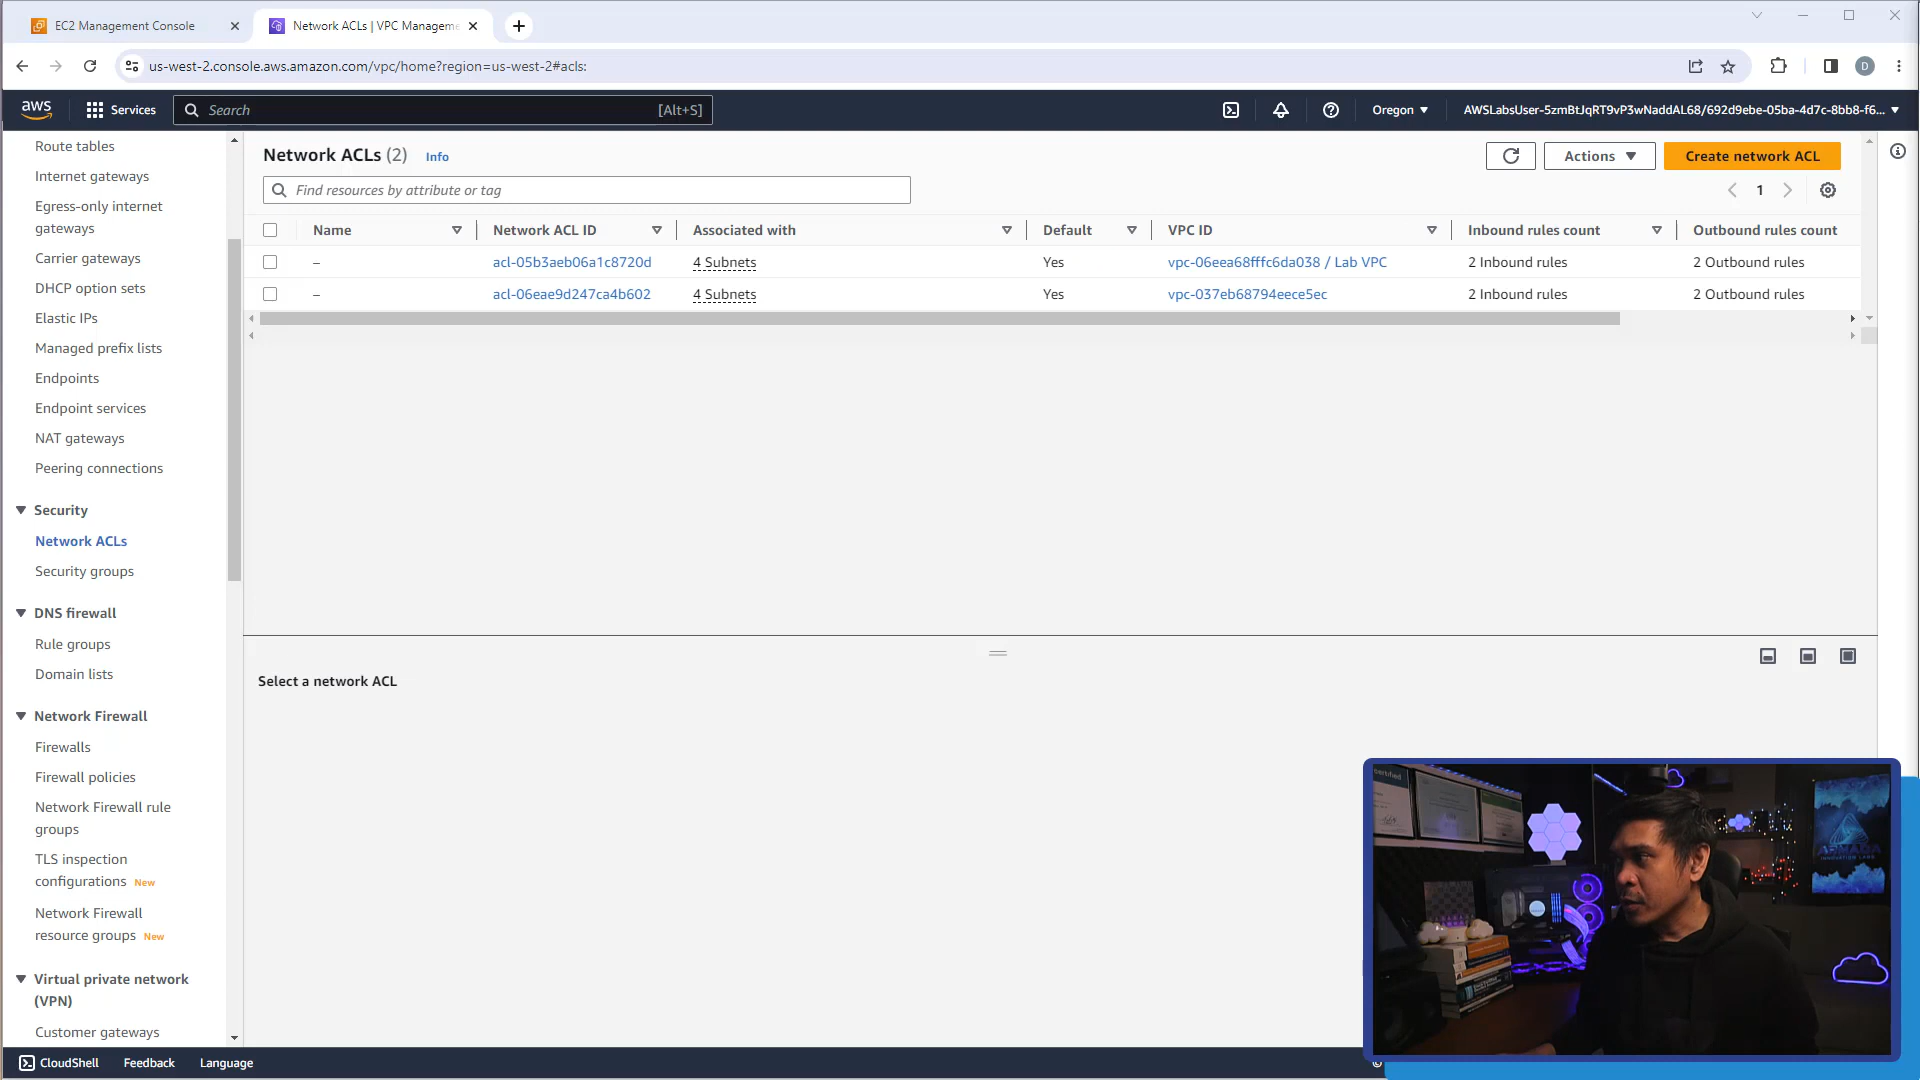 EC2 Management Console
Network ACLs | VPC Manageme
us-west-2.console.aws.amazon.com/vpc/home?region=us-west-2#acls:
D
aws
Services
Search
[Alt+S]
Oregon
AWSLabsUser-5zmBtJqRT9vP3wNaddAL68/692d9ebe-05ba-4d7c-8bb8-f6...
Route tables
Internet gateways
Egress-only internet
gateways
Carrier gateways
DHCP option sets
Elastic IPs
Managed prefix lists
Endpoints
Endpoint services
NAT gateways
Peering connections
Security
Network ACLs
Security groups
DNS firewall
Rule groups
Domain lists
Network Firewall
Firewalls
Firewall policies
Network Firewall rule
groups
TLS inspection
configurations New
Network Firewall
resource groups New
Virtual private network
(VPN)
Customer gateways
Network ACLs (2) Info
Actions
Create network ACL
Find resources by attribute or tag
1
Name Network ACL ID Associated with Default VPC ID Inbound rules count Outbound rules count
– acl-05b3aeb06a1c8720d 4 Subnets Yes vpc-06eea68fffc6da038 / Lab VPC 2 Inbound rules 2 Outbound rules
– acl-06eae9d247ca4b602 4 Subnets Yes vpc-037eb68794eece5ec 2 Inbound rules 2 Outbound rules
Select a network ACL
CloudShell
Feedback
Language
©